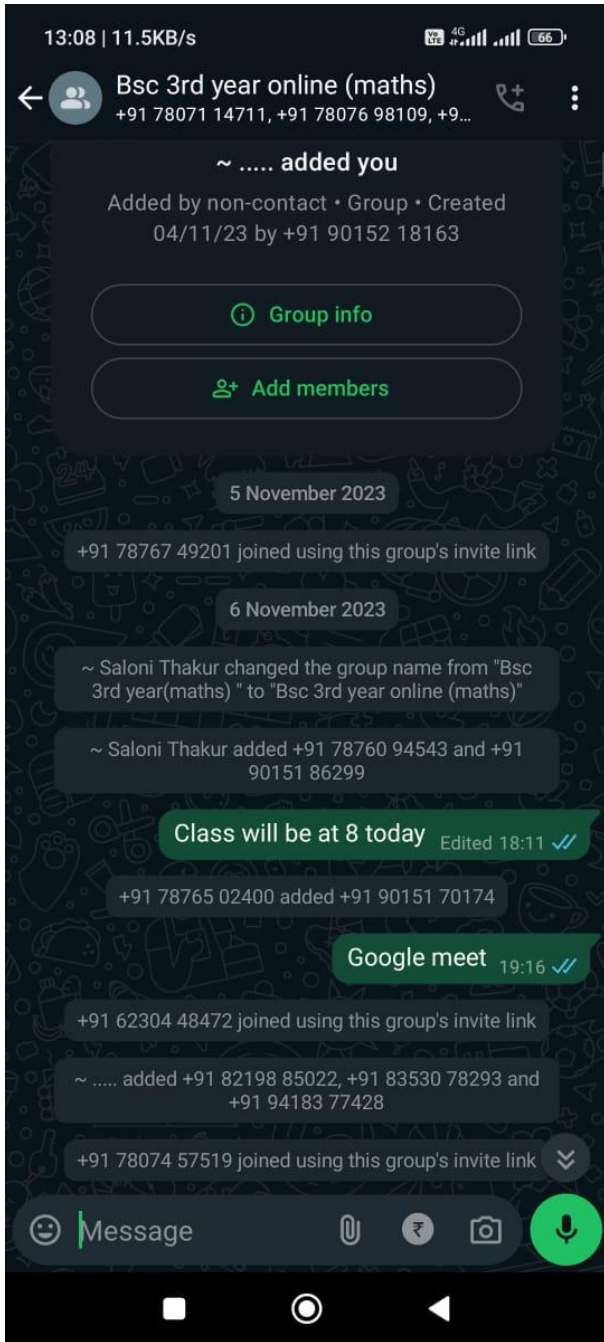 13:08 | 11.5KB/s Vo LTE 4G 66
Bsc 3rd year online (maths)
+91 78071 14711, +91 78076 98109, +9...
~ ..... added you
Added by non-contact • Group • Created
04/11/23 by +91 90152 18163
Group info
Add members
5 November 2023
+91 78767 49201 joined using this group's invite link
6 November 2023
~ Saloni Thakur changed the group name from "Bsc
3rd year(maths) " to "Bsc 3rd year online (maths)"
~ Saloni Thakur added +91 78760 94543 and +91
90151 86299
Class will be at 8 today Edited 18:11
+91 78765 02400 added +91 90151 70174
Google meet 19:16
+91 62304 48472 joined using this group's invite link
~ ..... added +91 82198 85022, +91 83530 78293 and
+91 94183 77428
+91 78074 57519 joined using this group's invite link
Message ₹